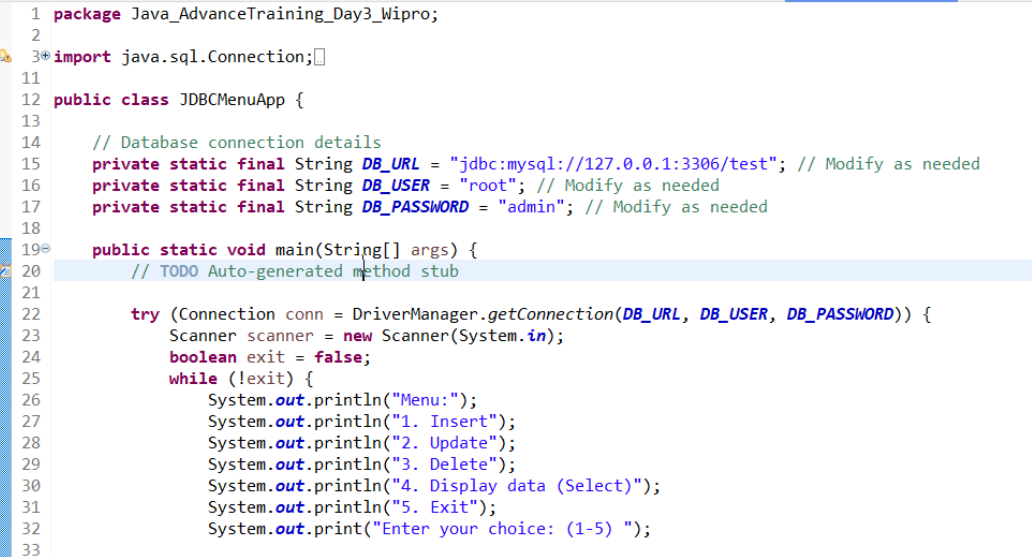 1 package Java_AdvanceTraining_Day3_Wipro;
2
3 import java.sql.Connection;
11
12 public class JDBCMenuApp {
13
14     // Database connection details
15     private static final String DB_URL = "jdbc:mysql://127.0.0.1:3306/test"; // Modify as needed
16     private static final String DB_USER = "root"; // Modify as needed
17     private static final String DB_PASSWORD = "admin"; // Modify as needed
18
19     public static void main(String[] args) {
20         // TODO Auto-generated method stub
21
22         try (Connection conn = DriverManager.getConnection(DB_URL, DB_USER, DB_PASSWORD)) {
23             Scanner scanner = new Scanner(System.in);
24             boolean exit = false;
25             while (!exit) {
26                 System.out.println("Menu:");
27                 System.out.println("1. Insert");
28                 System.out.println("2. Update");
29                 System.out.println("3. Delete");
30                 System.out.println("4. Display data (Select)");
31                 System.out.println("5. Exit");
32                 System.out.print("Enter your choice: (1-5) ");
33